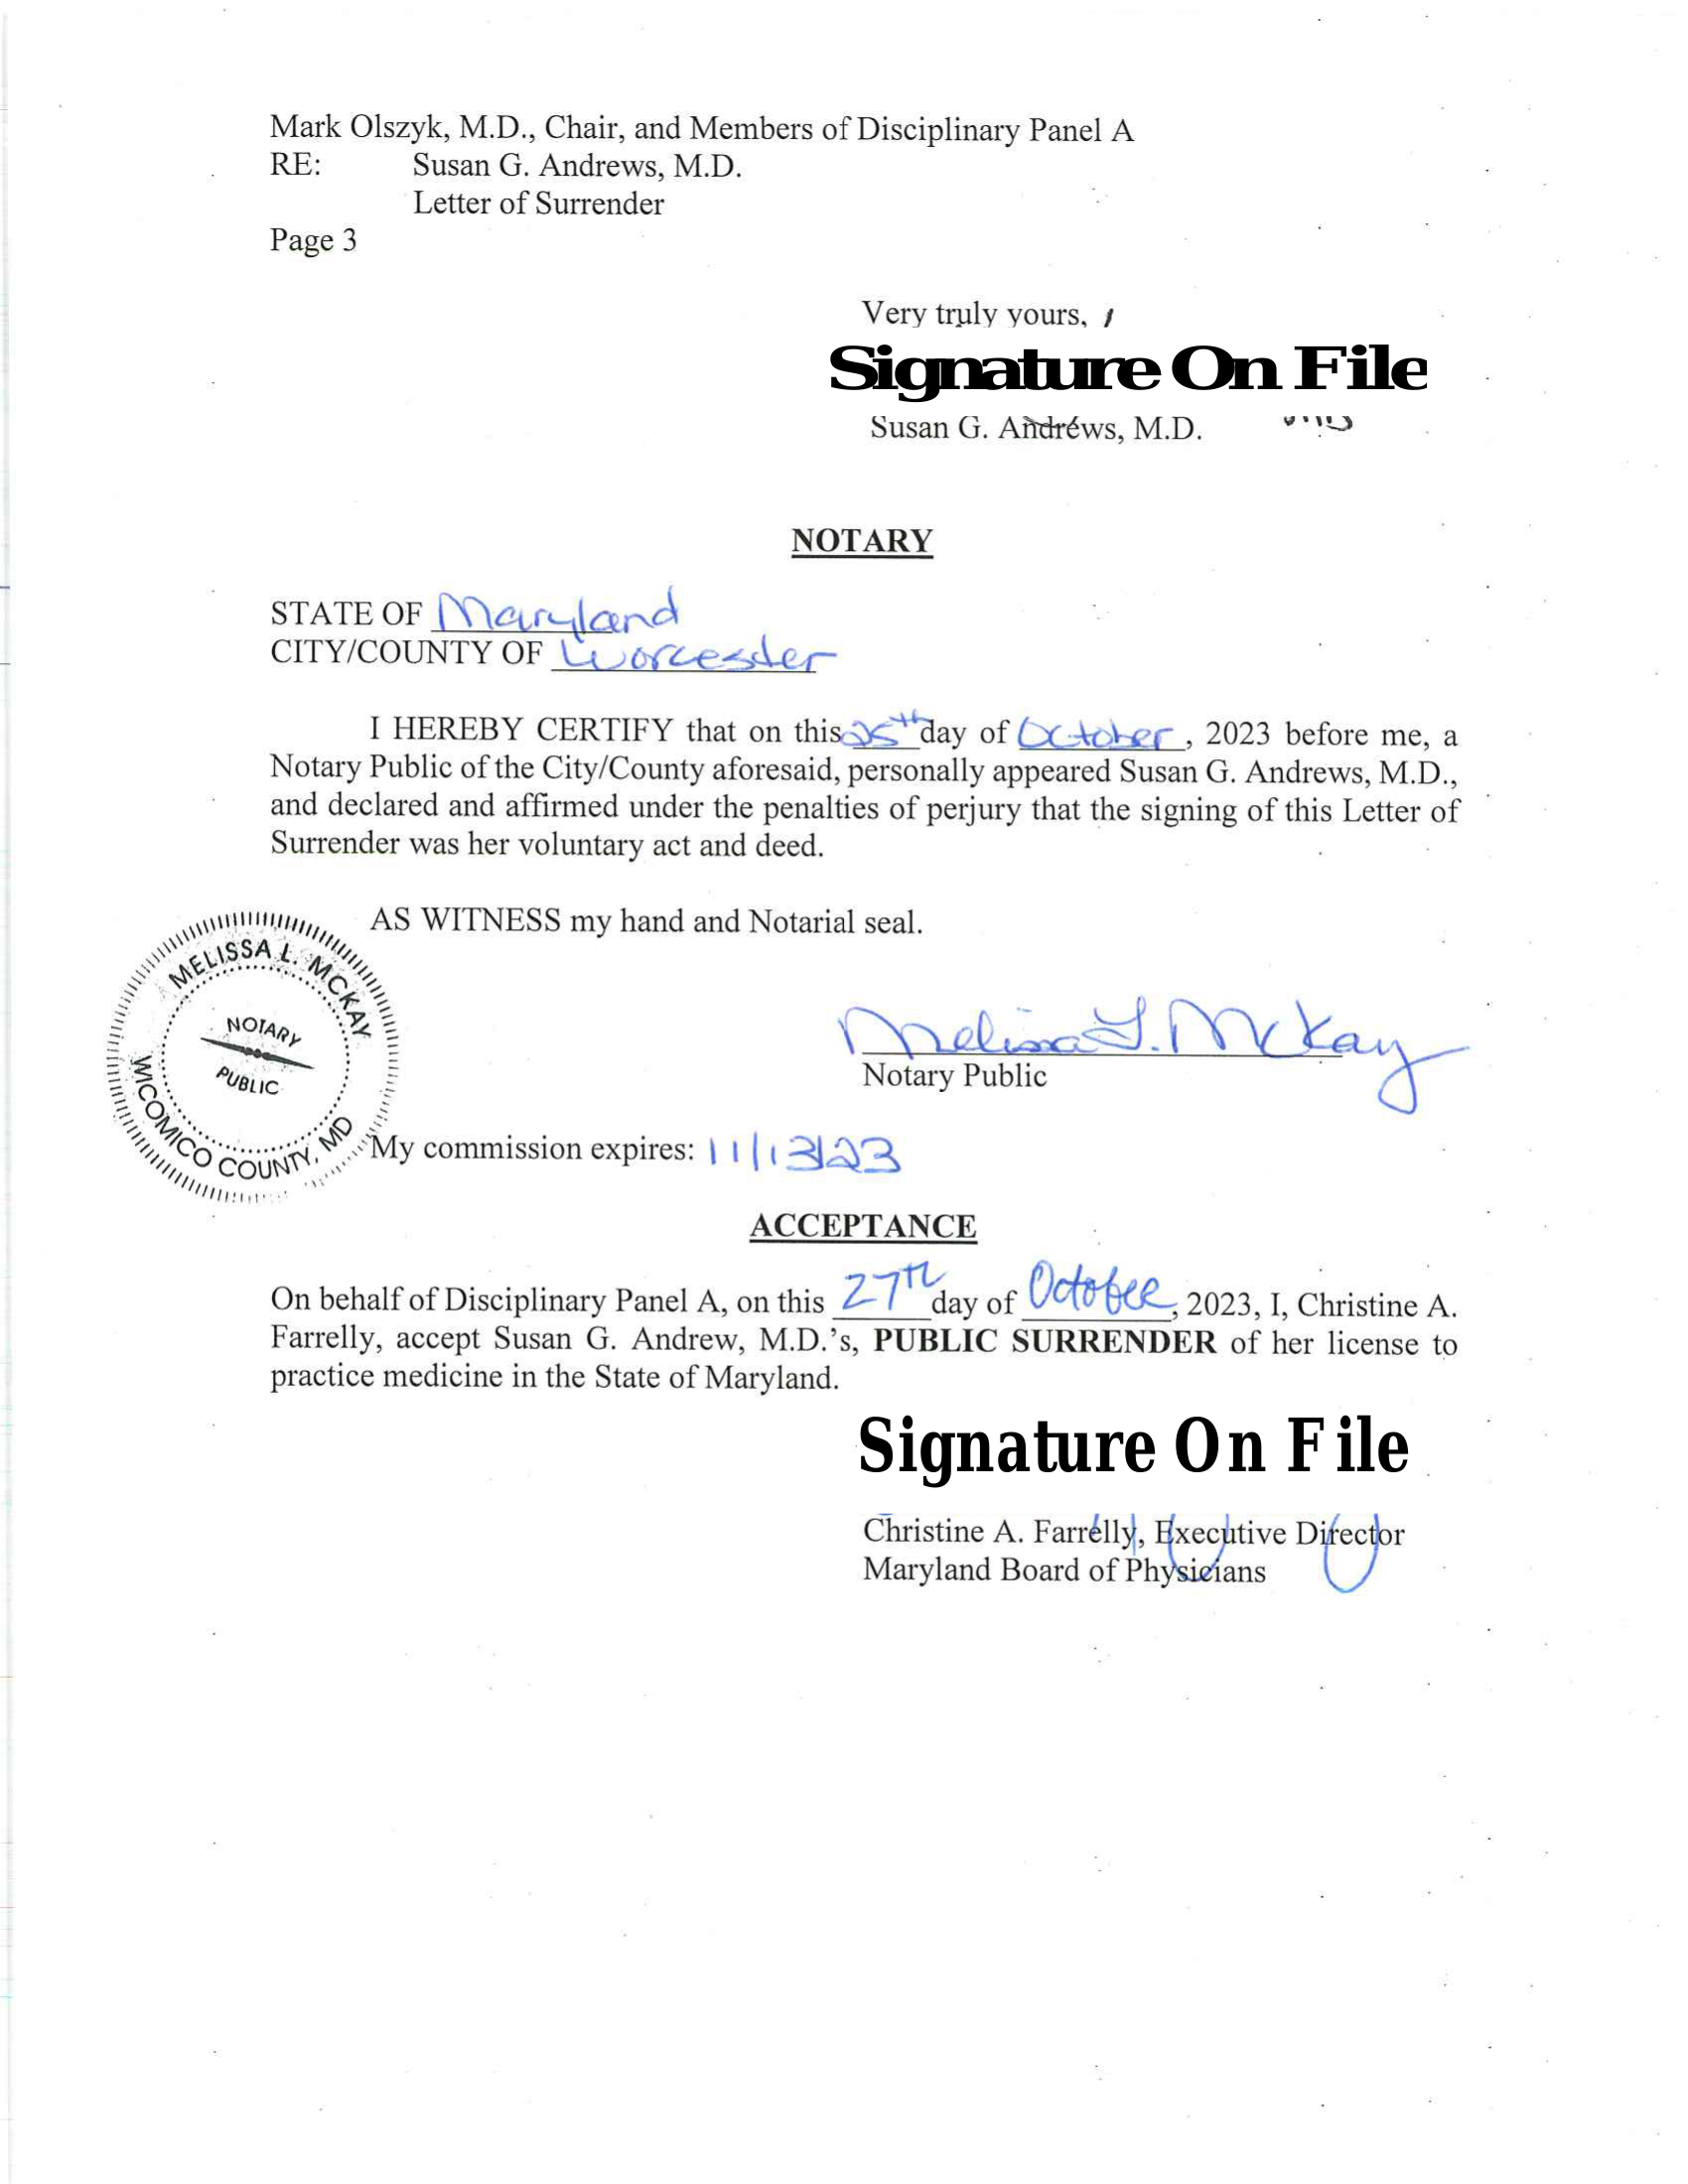 Mark Olszyk, M.D., Chair, and Members of Disciplinary Panel A
RE: Susan G. Andrews, M.D.
Letter of Surrender
Page 3
Very truly yours,
Signature On File
Susan G. Andrews, M.D.
NOTARY
STATE OF Maryland
CITY/COUNTY OF Worcester
I HEREBY CERTIFY that on this 25th day of October, 2023 before me, a
Notary Public of the City/County aforesaid, personally appeared Susan G. Andrews, M.D.,
and declared and affirmed under the penalties of perjury that the signing of this Letter of
Surrender was her voluntary act and deed.
AS WITNESS my hand and Notarial seal.
MELISSA L. MCKAY
NOTARY
PUBLIC
WICOMICO COUNTY, MD
Melissa L. McKay
Notary Public
My commission expires: 11/13/23
ACCEPTANCE
On behalf of Disciplinary Panel A, on this 27th day of October, 2023, I, Christine A.
Farrelly, accept Susan G. Andrew, M.D.'s, PUBLIC SURRENDER of her license to
practice medicine in the State of Maryland.
Signature On File
Christine A. Farrelly, Executive Director
Maryland Board of Physicians